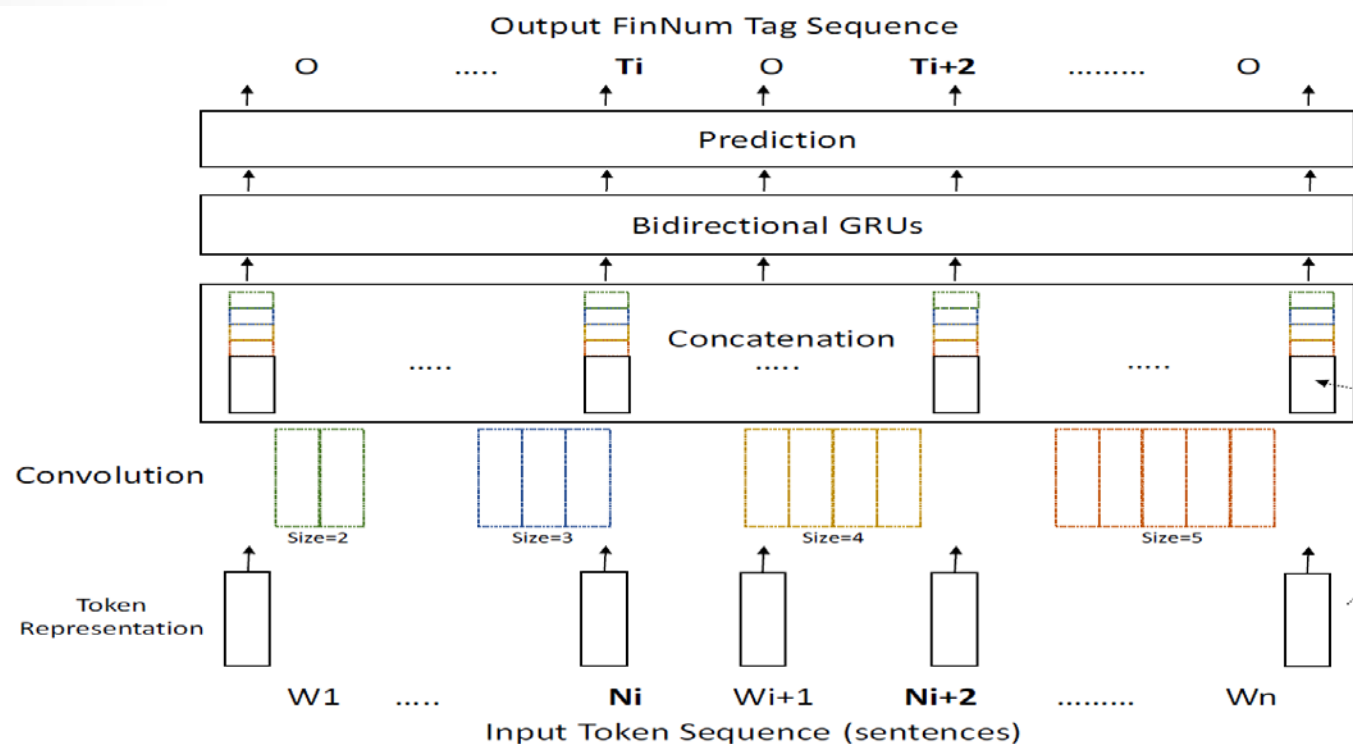 Output FinNum Tag Sequence
O ..... Ti O Ti+2 ......... O
Prediction
Bidirectional GRUs
Concatenation
..... ..... .....
Convolution
Size=2 Size=3 Size=4 Size=5
Token
Representation
W1 ..... Ni Wi+1 Ni+2 ......... Wn
Input Token Sequence (sentences)